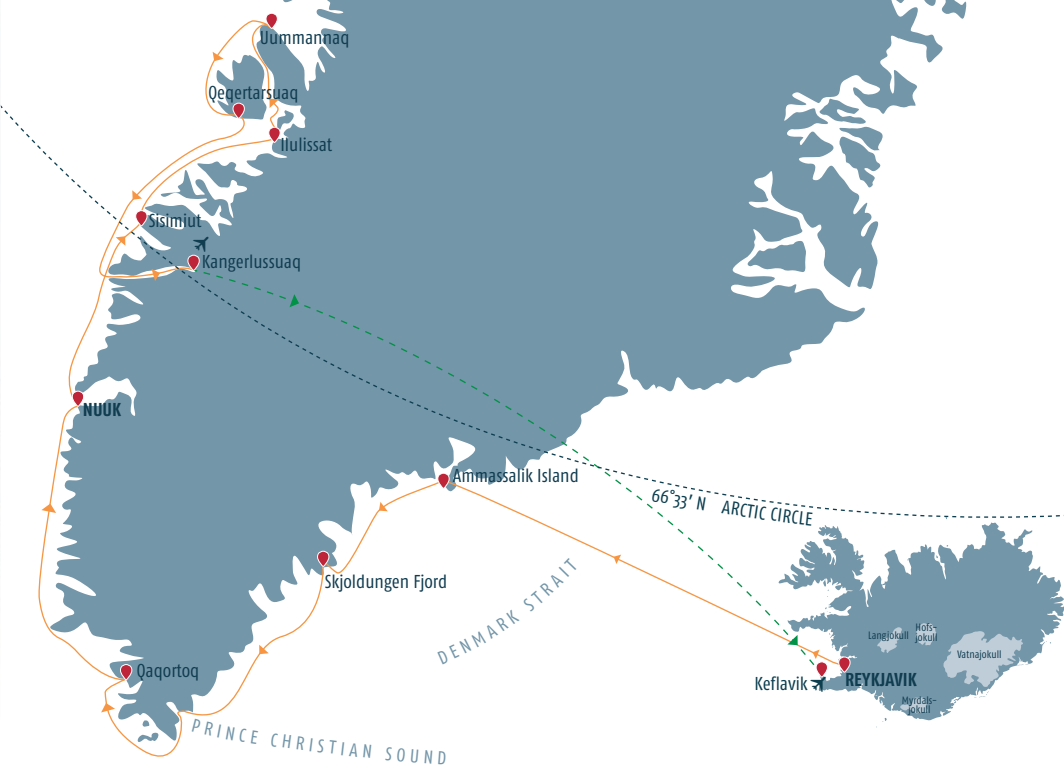 Uummannaq
Qeqertarsuaq
Ilulissat
Sisimiut
Kangerlussuaq
NUUK
Ammassalik Island
66°33' N ARCTIC CIRCLE
Skjoldungen Fjord
DENMARK STRAIT
Hofs-
jokull
Langjokull
Vatnajokull
Qaqortoq
Keflavik
REYKJAVIK
Myrdals-
jokull
PRINCE CHRISTIAN SOUND